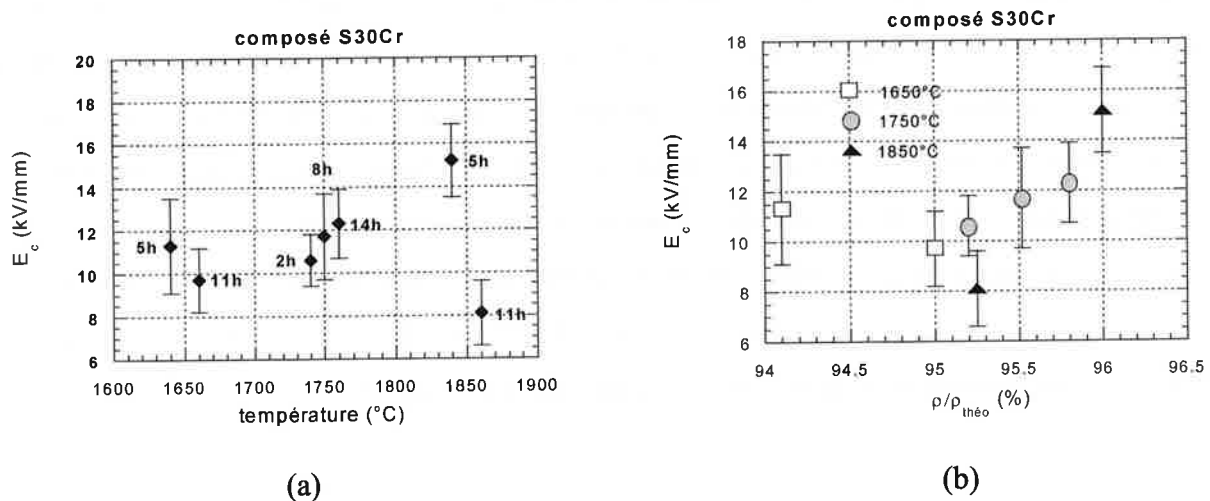 composé S30Cr
20
18
16
14
12
10
8
6
E_c (kV/mm)
5h
11h
2h
8h
14h
5h
11h
1600 1650 1700 1750 1800 1850 1900
température (°C)
(a)
composé S30Cr
18
16
14
12
10
8
6
E_c (kV/mm)
1650°C
1750°C
1850°C
94 94.5 95 95.5 96 96.5
ρ/ρ_théo (%)
(b)